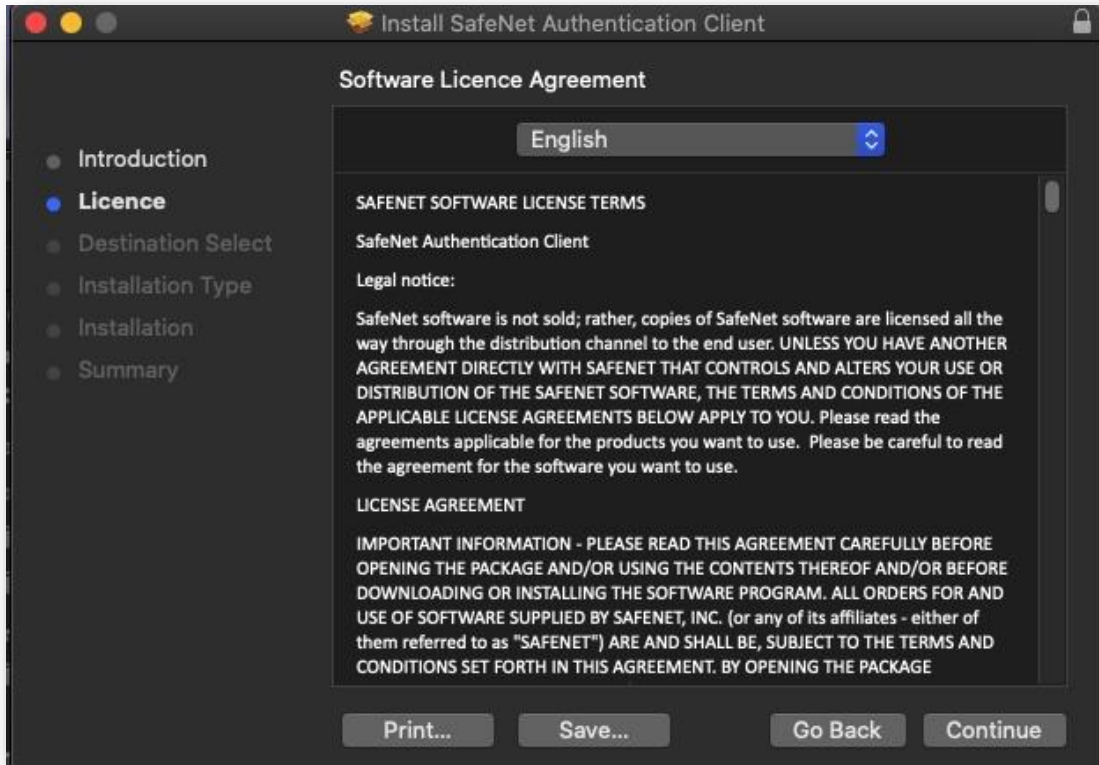 Install SafeNet Authentication Client
Software Licence Agreement
Introduction
Licence
Destination Select
Installation Type
Installation
Summary
English
SAFENET SOFTWARE LICENSE TERMS
SafeNet Authentication Client
Legal notice:
SafeNet software is not sold; rather, copies of SafeNet software are licensed all the
way through the distribution channel to the end user. UNLESS YOU HAVE ANOTHER
AGREEMENT DIRECTLY WITH SAFENET THAT CONTROLS AND ALTERS YOUR USE OR
DISTRIBUTION OF THE SAFENET SOFTWARE, THE TERMS AND CONDITIONS OF THE
APPLICABLE LICENSE AGREEMENTS BELOW APPLY TO YOU. Please read the
agreements applicable for the products you want to use.  Please be careful to read
the agreement for the software you want to use.
LICENSE AGREEMENT
IMPORTANT INFORMATION - PLEASE READ THIS AGREEMENT CAREFULLY BEFORE
OPENING THE PACKAGE AND/OR USING THE CONTENTS THEREOF AND/OR BEFORE
DOWNLOADING OR INSTALLING THE SOFTWARE PROGRAM. ALL ORDERS FOR AND
USE OF SOFTWARE SUPPLIED BY SAFENET, INC. (or any of its affiliates - either of
them referred to as "SAFENET") ARE AND SHALL BE, SUBJECT TO THE TERMS AND
CONDITIONS SET FORTH IN THIS AGREEMENT. BY OPENING THE PACKAGE
Print...
Save...
Go Back
Continue